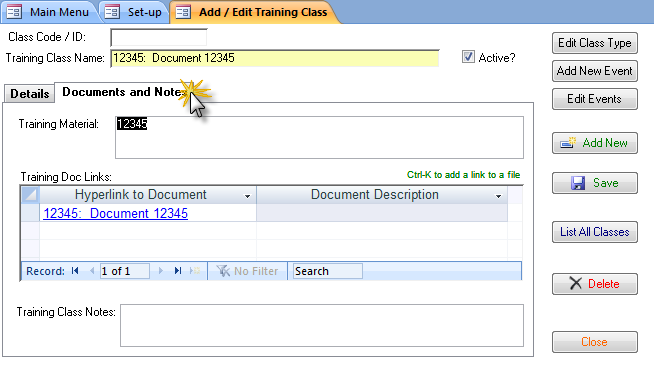 Main Menu Set-up Add / Edit Training Class
Class Code / ID:
Training Class Name: 12345: Document 12345 Active?
Edit Class Type
Add New Event
Edit Events
Add New
Save
List All Classes
Delete
Close
Details Documents and Notes
Training Material: 12345
Training Doc Links: Ctrl-K to add a link to a file
Hyperlink to Document Document Description
12345: Document 12345
Record: 1 of 1 No Filter Search
Training Class Notes: